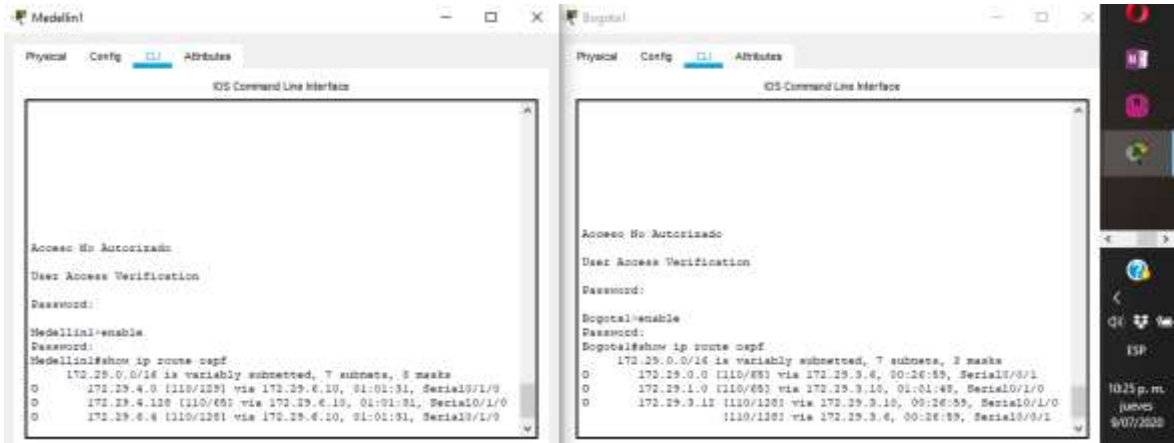 Medellin1
Physical Config CLI Attributes
IOS Command Line Interface
Acceso No Autorizado
User Access Verification
Password:
Medellin1>enable
Password:
Medellin1#show ip route ospf
172.29.0.0/16 is variably subnetted, 7 subnets, 3 masks
O 172.29.4.0 [110/129] via 172.29.6.10, 01:01:31, Serial0/1/0
O 172.29.4.128 via 172.29.6.10, 01:01:31, Serial0/1/0
O 172.29.6.4 [110/128] via 172.29.6.10, 01:01:31, Serial0/1/0
Bogota1
Physical Config CLI Attributes
IOS Command Line Interface
Acceso No Autorizado
User Access Verification
Password:
Bogota1>enable
Password:
Bogota1#show ip route ospf
172.29.0.0/16 is variably subnetted, 7 subnets, 3 masks
O 172.29.0.0 [110/65] via 172.29.3.6, 00:26:59, Serial0/0/1
O 172.29.1.0 [110/65] via 172.29.3.10, 01:01:48, Serial0/1/0
O 172.29.3.12 [110/128] via 172.29.3.10, 00:26:59, Serial0/1/0
[110/128] via 172.29.3.6, 00:26:59, Serial0/0/1
ESP
10:25 p. m.
jueves
9/07/2020